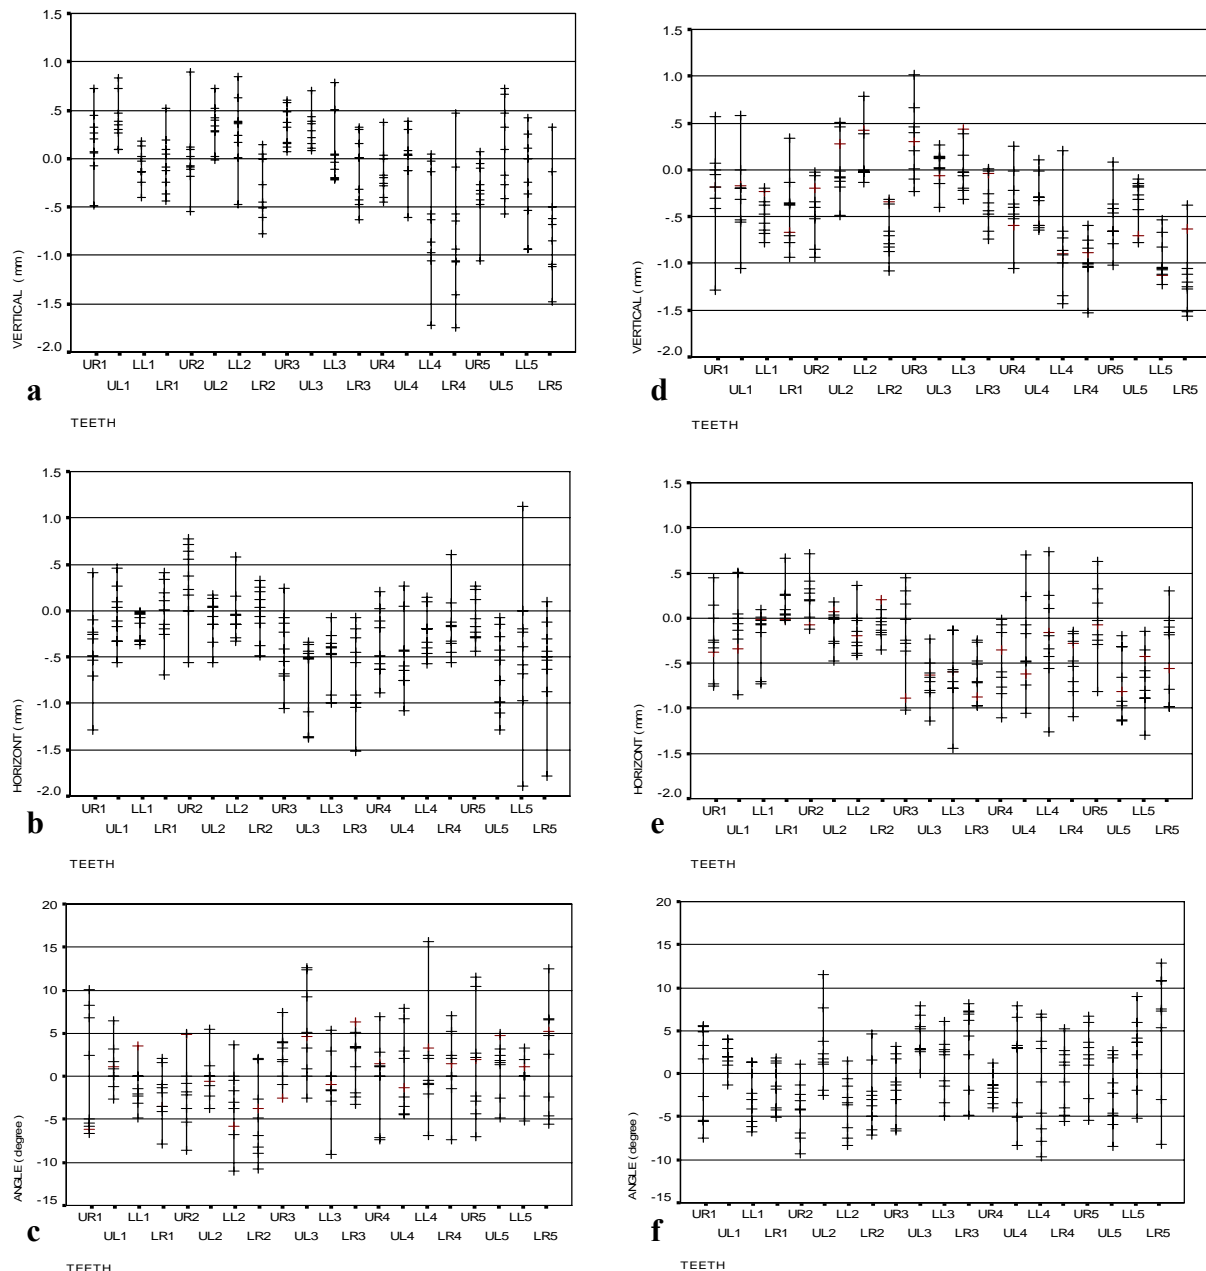 1.5
1.0
.5
0.0
-.5
-1.0
-1.5
-2.0
VERTICAL ( mm)
UR1 LL1 UR2 LL2 UR3 LL3 UR4 LL4 UR5 LL5
UL1 LR1 UL2 LR2 UL3 LR3 UL4 LR4 UL5 LR5
a
TEETH
1.5
1.0
.5
0.0
-.5
-1.0
-1.5
-2.0
VERTICAL ( mm)
UR1 LL1 UR2 LL2 UR3 LL3 UR4 LL4 UR5 LL5
UL1 LR1 UL2 LR2 UL3 LR3 UL4 LR4 UL5 LR5
d
TEETH
1.5
1.0
.5
0.0
-.5
-1.0
-1.5
-2.0
HORIZONT ( mm)
UR1 LL1 UR2 LL2 UR3 LL3 UR4 LL4 UR5 LL5
UL1 LR1 UL2 LR2 UL3 LR3 UL4 LR4 UL5 LR5
b
TEETH
1.5
1.0
.5
0.0
-.5
-1.0
-1.5
-2.0
HORIZONT ( mm)
UR1 LL1 UR2 LL2 UR3 LL3 UR4 LL4 UR5 LL5
UL1 LR1 UL2 LR2 UL3 LR3 UL4 LR4 UL5 LR5
e
TEETH
20
15
10
5
0
-5
-10
-15
ANGLE ( degree)
UR1 LL1 UR2 LL2 UR3 LL3 UR4 LL4 UR5 LL5
UL1 LR1 UL2 LR2 UL3 LR3 UL4 LR4 UL5 LR5
c
TEETH
20
15
10
5
0
-5
-10
-15
ANGLE ( degree)
UR1 LL1 UR2 LL2 UR3 LL3 UR4 LL4 UR5 LL5
UL1 LR1 UL2 LR2 UL3 LR3 UL4 LR4 UL5 LR5
f
TEETH